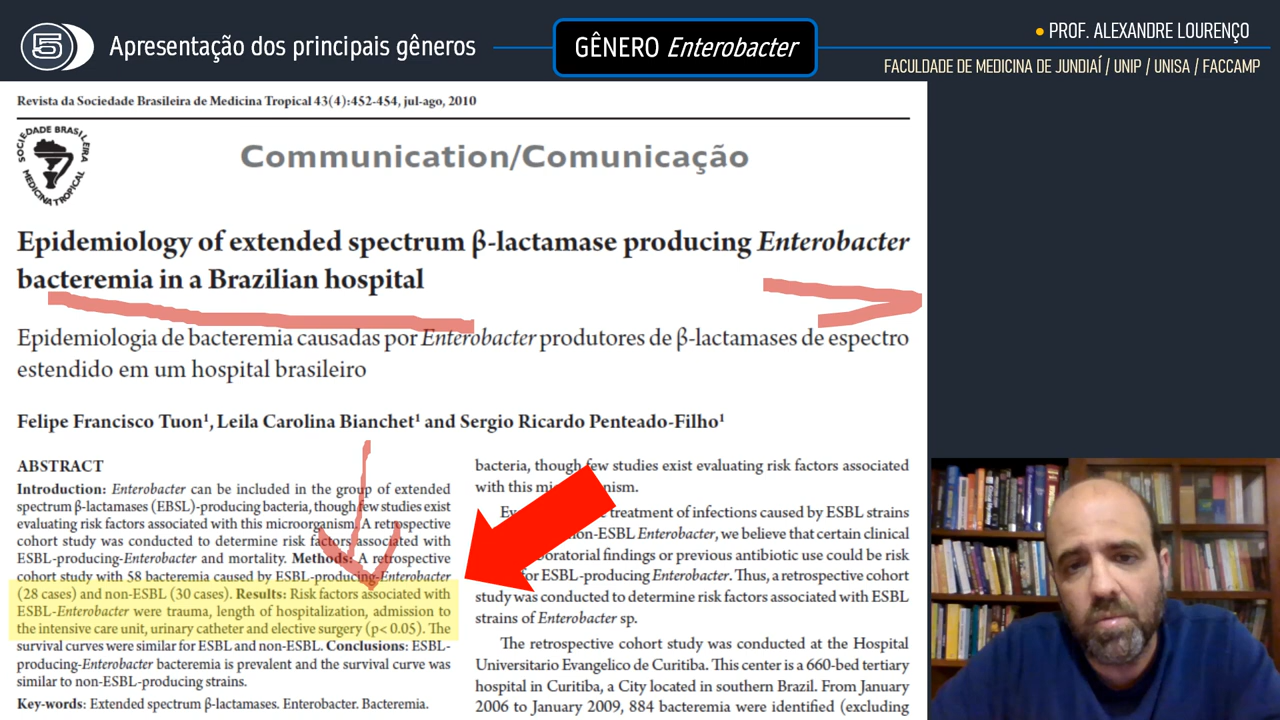 5 Apresentação dos principais gêneros
GÊNERO Enterobacter
• PROF. ALEXANDRE LOURENÇO
FACULDADE DE MEDICINA DE JUNDIAÍ / UNIP / UNISA / FACCAMP
Revista da Sociedade Brasileira de Medicina Tropical 43(4):452-454, jul-ago, 2010
SOCIEDADE BRASILEIRA
MEDICINA TROPICAL
Communication/Comunicação
Epidemiology of extended spectrum β-lactamase producing Enterobacter
bacteremia in a Brazilian hospital
Epidemiologia de bacteremia causadas por Enterobacter produtores de β-lactamases de espectro
estendido em um hospital brasileiro
Felipe Francisco Tuon¹, Leila Carolina Bianchet¹ and Sergio Ricardo Penteado-Filho¹
ABSTRACT
Introduction: Enterobacter can be included in the group of extended
spectrum β-lactamases (EBSL)-producing bacteria, though few studies exist
evaluating risk factors associated with this microorganism. A retrospective
cohort study was conducted to determine risk factors associated with
ESBL-producing-Enterobacter and mortality. Methods: A retrospective
cohort study with 58 bacteremia caused by ESBL-producing-Enterobacter
(28 cases) and non-ESBL (30 cases). Results: Risk factors associated with
ESBL-Enterobacter were trauma, length of hospitalization, admission to
the intensive care unit, urinary catheter and elective surgery (p< 0.05). The
survival curves were similar for ESBL and non-ESBL. Conclusions: ESBL-
producing-Enterobacter bacteremia is prevalent and the survival curve was
similar to non-ESBL-producing strains.
Key-words: Extended spectrum β-lactamases. Enterobacter. Bacteremia.
bacteria, though few studies exist evaluating risk factors associated
with this
treatment of infections caused by ESBL strains
non-ESBL Enterobacter, we believe that certain clinical
findings or previous antibiotic use could be risk
for ESBL-producing Enterobacter. Thus, a retrospective cohort
study was conducted to determine risk factors associated with ESBL
strains of Enterobacter sp.
The retrospective cohort study was conducted at the Hospital
Universitario Evangelico de Curitiba. This center is a 660-bed tertiary
hospital in Curitiba, a City located in southern Brazil. From January
2006 to January 2009, 884 bacteremia were identified (excluding